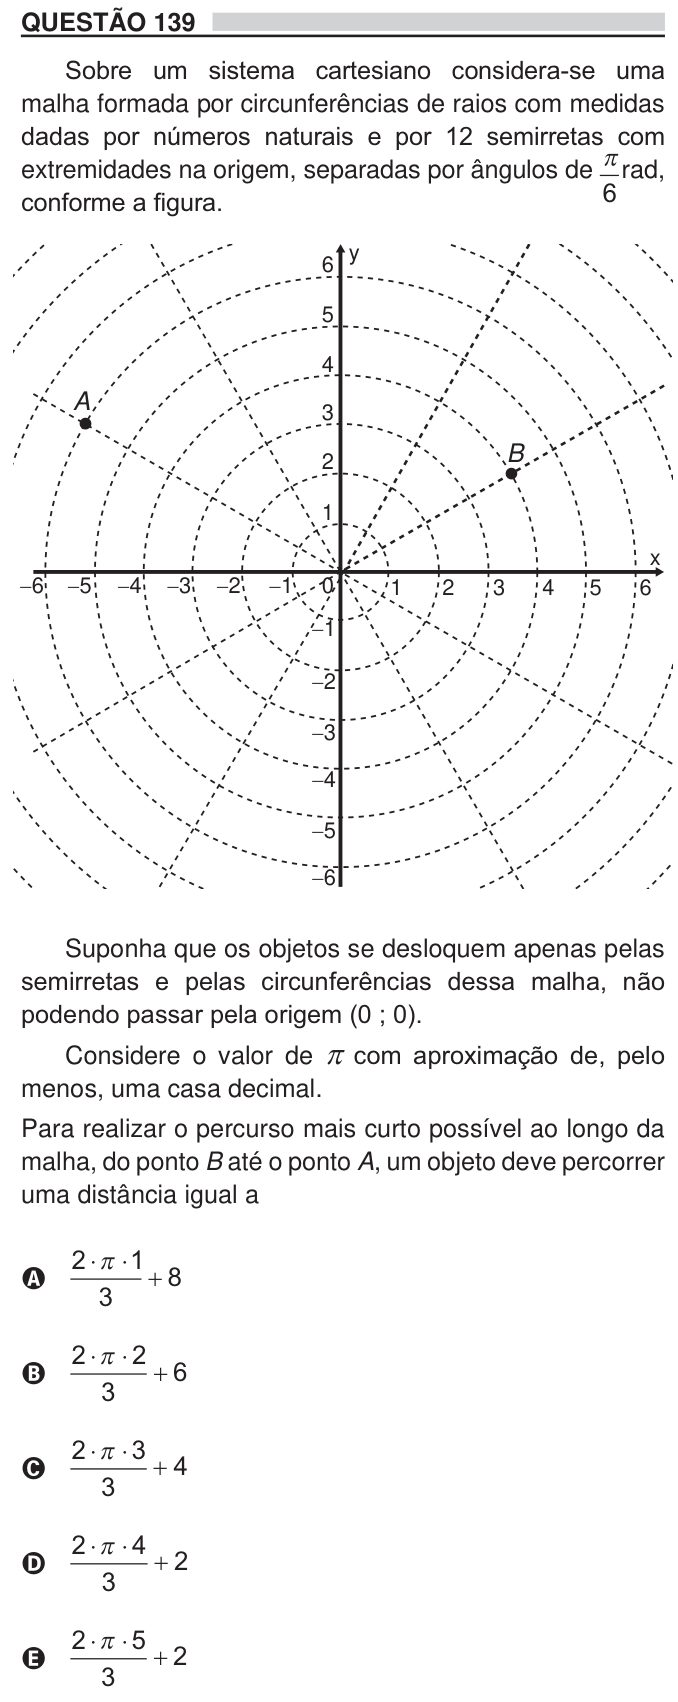 QUESTÃO 139
Sobre um sistema cartesiano considera-se uma
malha formada por circunferências de raios com medidas
dadas por números naturais e por 12 semirretas com
extremidades na origem, separadas por ângulos de π/6 rad,
conforme a figura.
y
6
5
4
3
2
1
A
B
x
–6 –5 –4 –3 –2 –1 0 1 2 3 4 5 6
–1
–2
–3
–4
–5
–6
Suponha que os objetos se desloquem apenas pelas
semirretas e pelas circunferências dessa malha, não
podendo passar pela origem (0 ; 0).
Considere o valor de π com aproximação de, pelo
menos, uma casa decimal.
Para realizar o percurso mais curto possível ao longo da
malha, do ponto B até o ponto A, um objeto deve percorrer
uma distância igual a
A 2 · π · 1 / 3 + 8
B 2 · π · 2 / 3 + 6
C 2 · π · 3 / 3 + 4
D 2 · π · 4 / 3 + 2
E 2 · π · 5 / 3 + 2